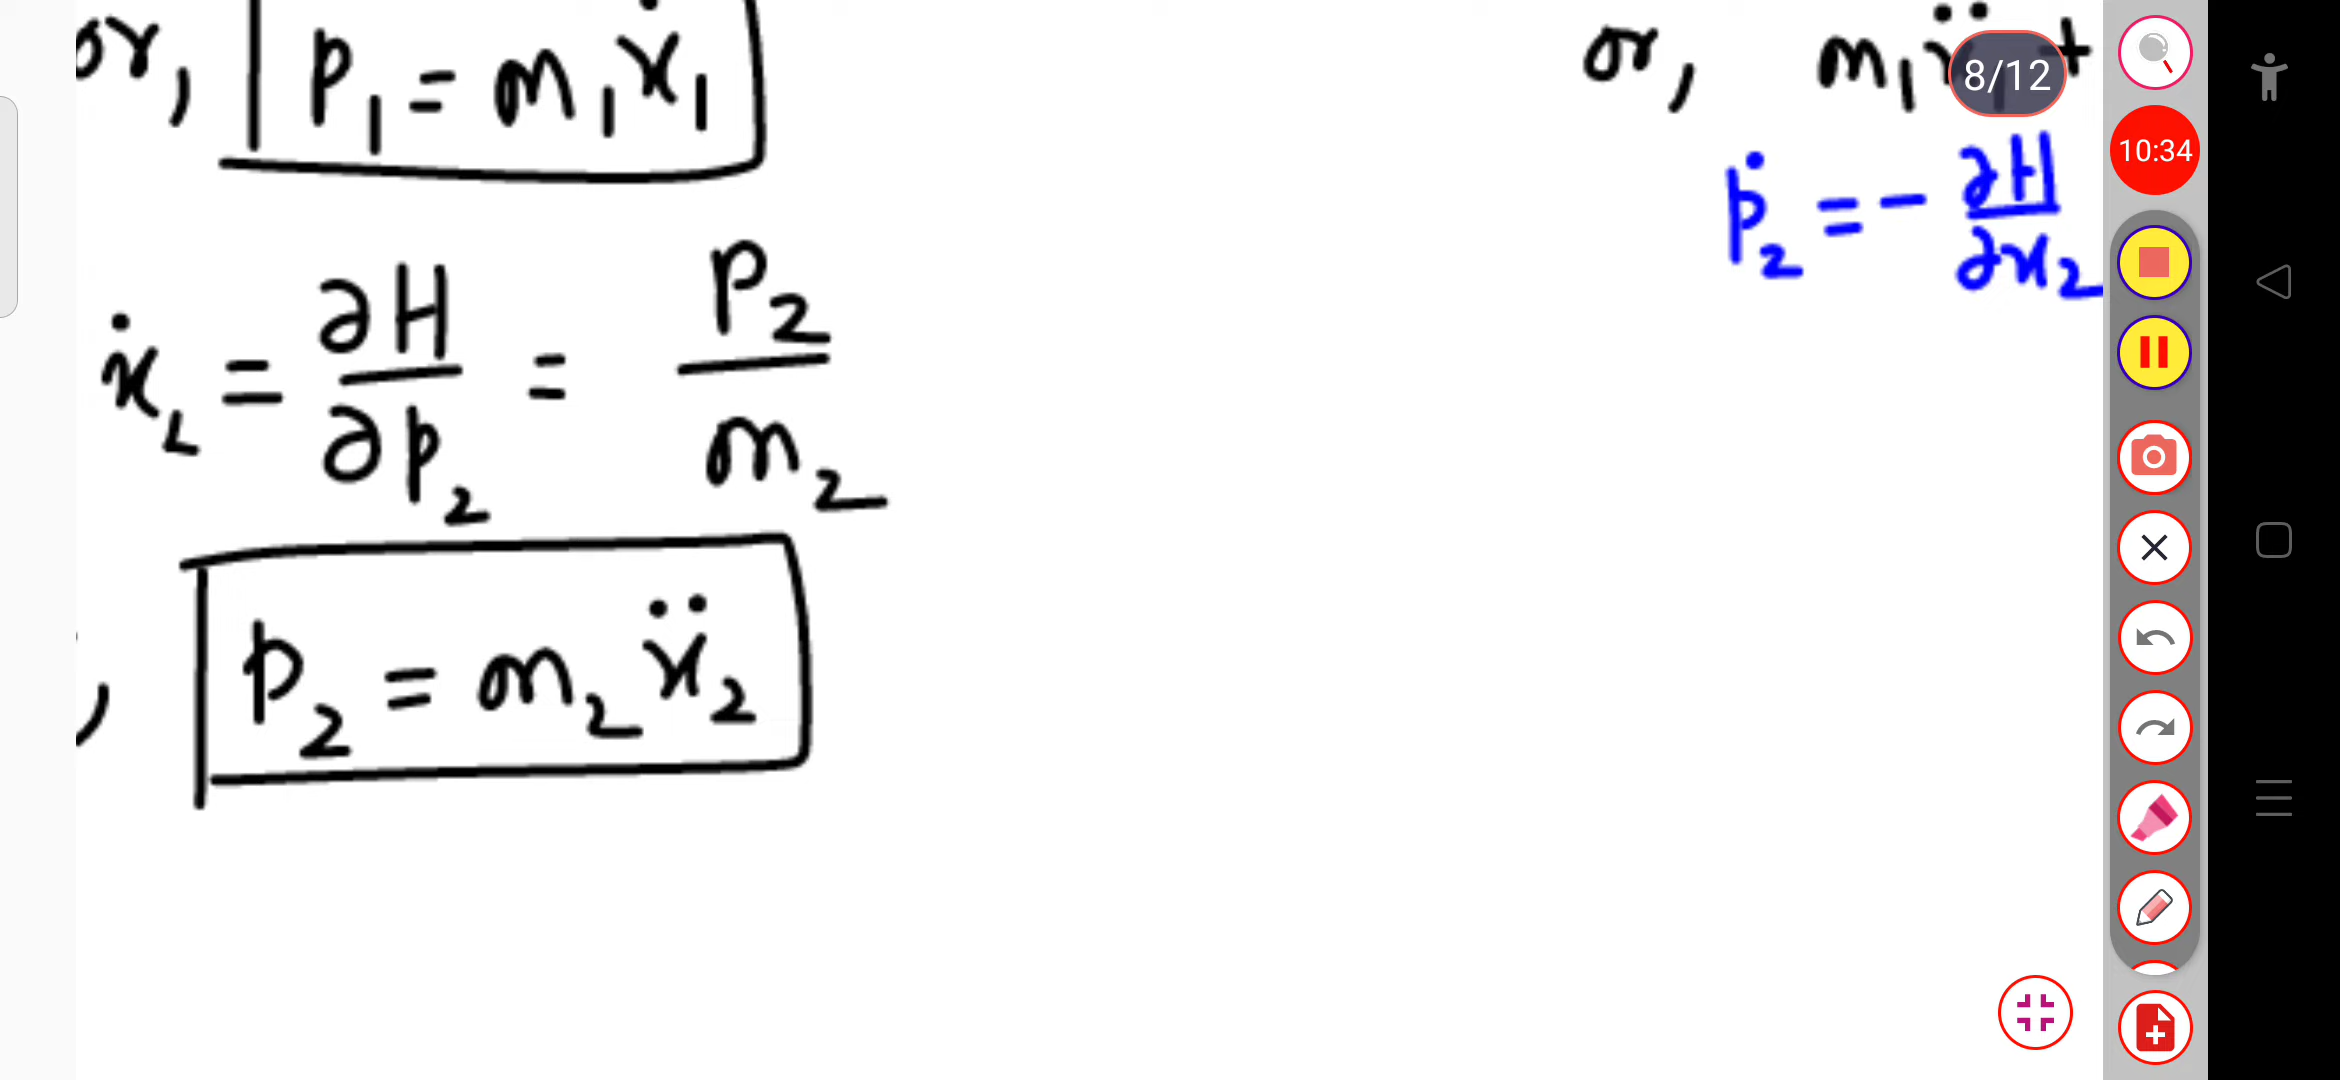 or, p₁ = m₁ẋ₁
ẋ₂ = ∂H/∂p₂ = p₂/m₂
, p₂ = m₂ẍ₂
or, m₁ẍ₁ +
ṗ₂ = - ∂H/∂x₂
8/12
10:34